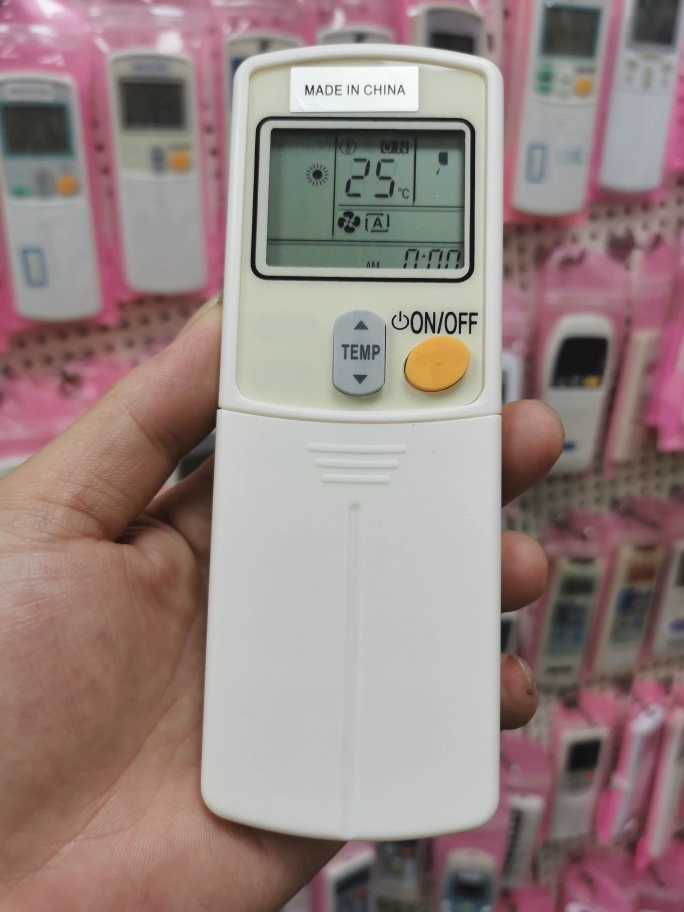 MADE IN CHINA
ON
25 °C
A
AM 0:00
ON/OFF
TEMP